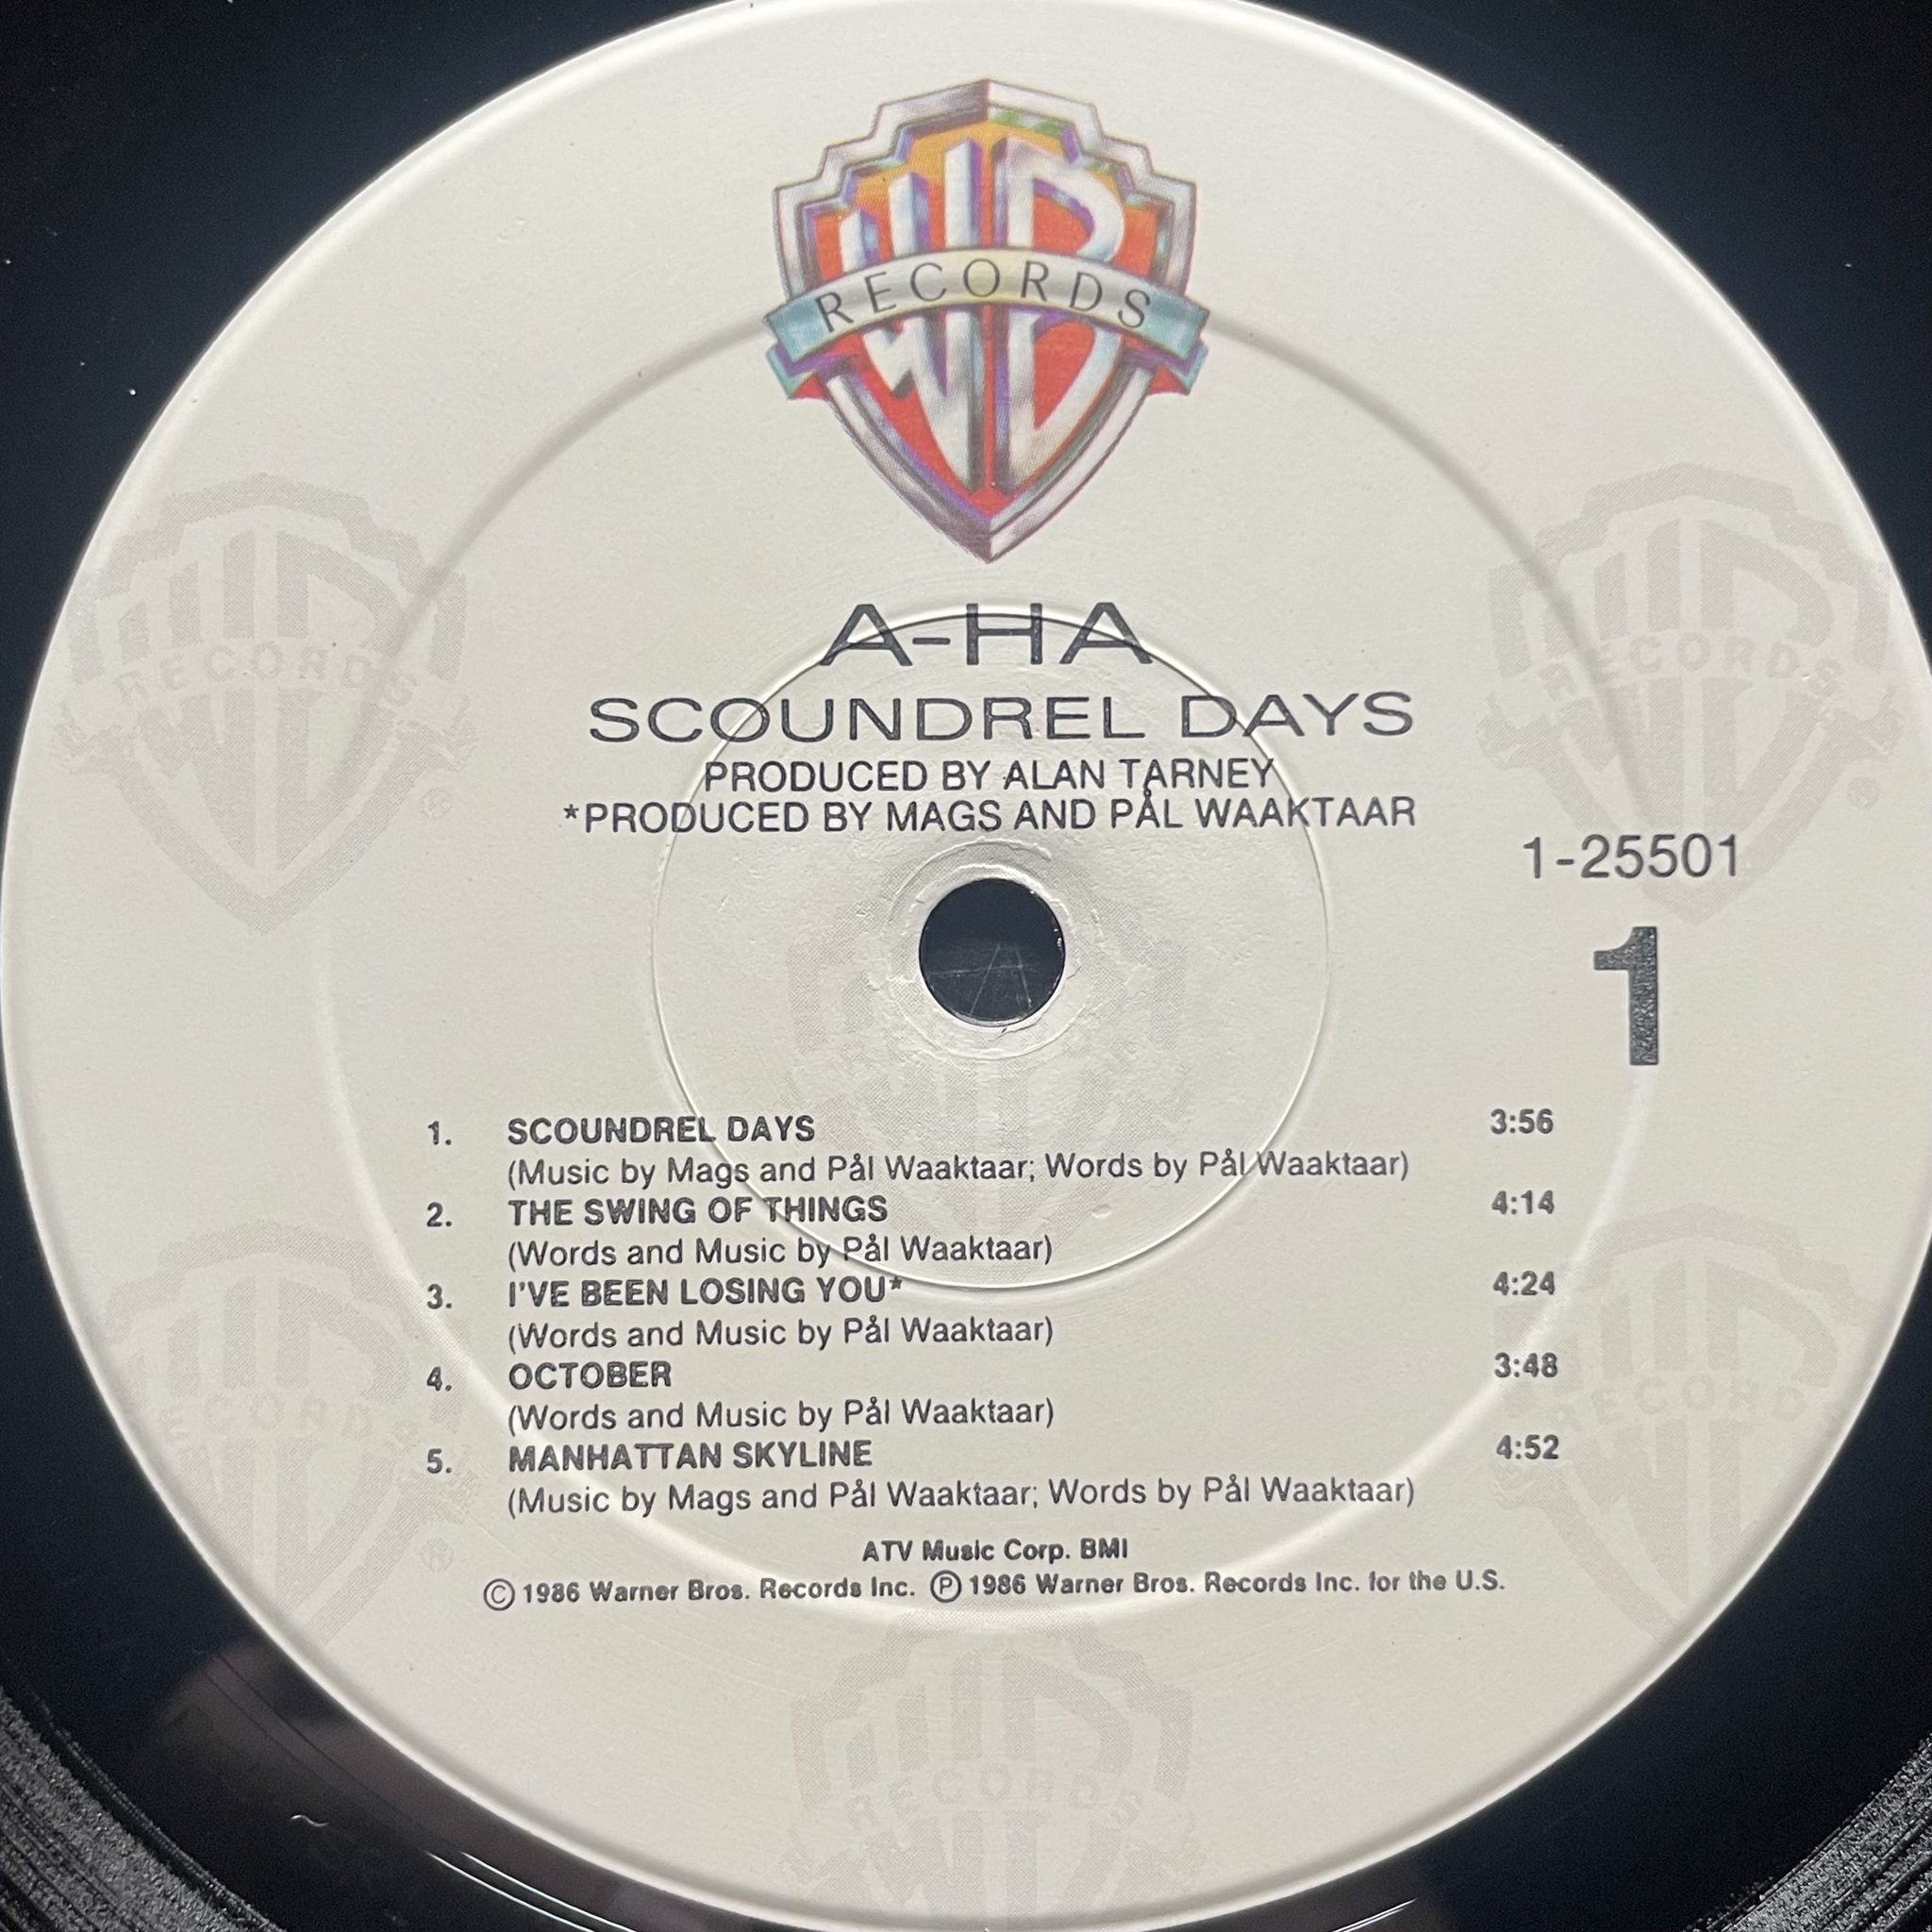 WB
RECORDS
A-HA
SCOUNDREL DAYS
PRODUCED BY ALAN TARNEY
*PRODUCED BY MAGS AND PÅL WAAKTAAR
1-25501
1
1. SCOUNDREL DAYS 3:56
(Music by Mags and Pål Waaktaar; Words by Pål Waaktaar)
2. THE SWING OF THINGS 4:14
(Words and Music by Pål Waaktaar)
3. I'VE BEEN LOSING YOU* 4:24
(Words and Music by Pål Waaktaar)
4. OCTOBER 3:48
(Words and Music by Pål Waaktaar)
5. MANHATTAN SKYLINE 4:52
(Music by Mags and Pål Waaktaar; Words by Pål Waaktaar)
ATV Music Corp. BMI
© 1986 Warner Bros. Records Inc. ℗ 1986 Warner Bros. Records Inc. for the U.S.